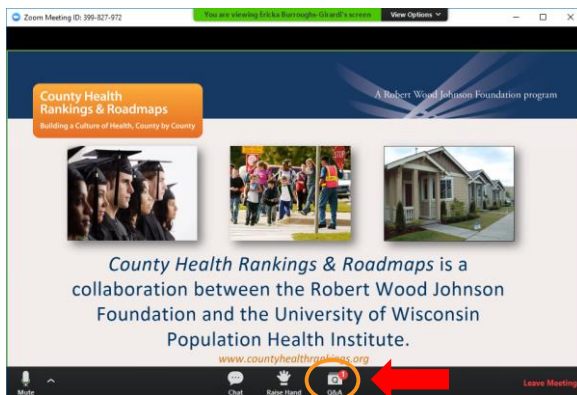 Zoom Meeting ID: 399-827-972
You are viewing Ericka Burroughs-Girardi's screen
View Options
County Health
Rankings & Roadmaps
Building a Culture of Health, County by County
A Robert Wood Johnson Foundation program
County Health Rankings & Roadmaps is a
collaboration between the Robert Wood Johnson
Foundation and the University of Wisconsin
Population Health Institute.
www.countyhealthrankings.org
Mute
Chat
Raise Hand
1
Q&A
Leave Meeting